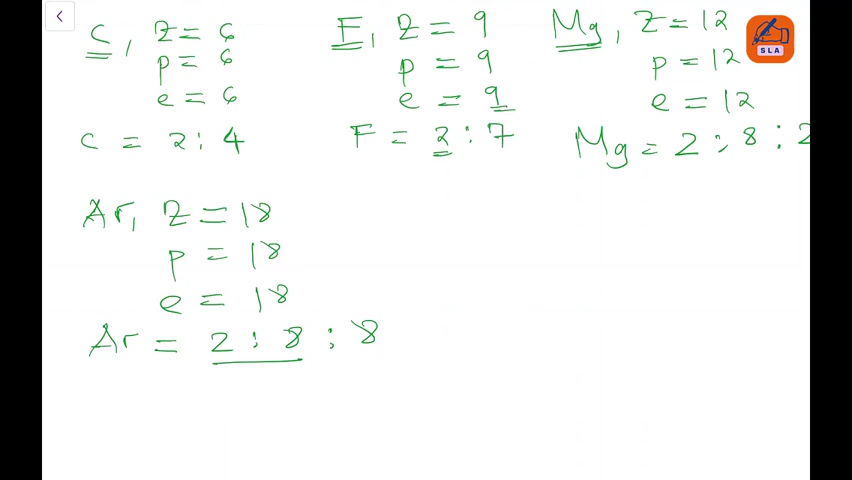 C, Z = 6
p = 6
e = 6
C = 2 : 4
F, Z = 9
p = 9
e = 9
F = 2 : 7
Mg, Z = 12
p = 12
e = 12
Mg = 2 : 8 : 2
SLA
Ar, Z = 18
p = 18
e = 18
Ar = 2 : 8 : 8